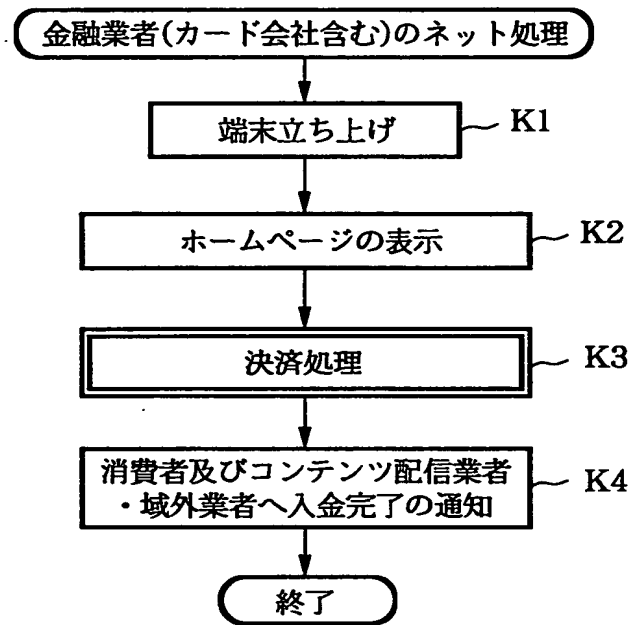 金融業者(カード会社含む)のネット処理
端末立ち上げ
K1
ホームページの表示
K2
決済処理
K3
消費者及びコンテンツ配信業者
・域外業者へ入金完了の通知
K4
終了